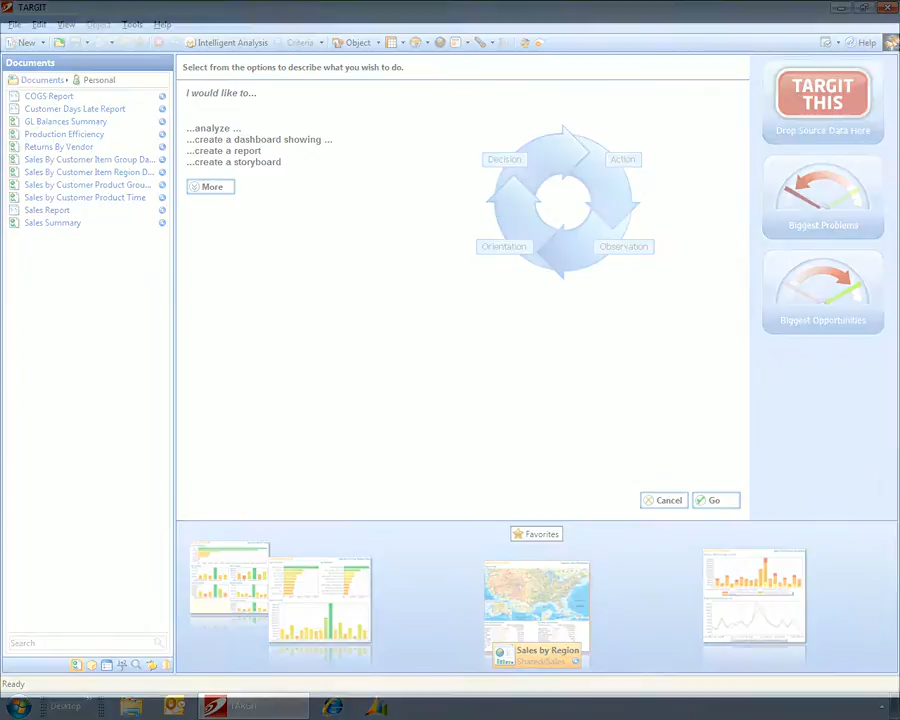 TARGIT
File Edit View Object Tools Help
New Intelligent Analysis Criteria Object Help
Documents
Documents Personal
COGS Report
Customer Days Late Report
GL Balances Summary
Production Efficiency
Returns By Vendor
Sales By Customer Item Group Da...
Sales By Customer Item Region D...
Sales By Customer Product Grou...
Sales by Customer Product Time
Sales Report
Sales Summary
Search
Select from the options to describe what you wish to do.
I would like to...
...analyze ...
...create a dashboard showing ...
...create a report
...create a storyboard
More
Decision
Action
Orientation
Observation
Cancel
Go
TARGIT
THIS
Drop Source Data Here
Biggest Problems
Biggest Opportunities
Favorites
Sales by Region
Shared/Sales
Ready
Desktop
TARGIT